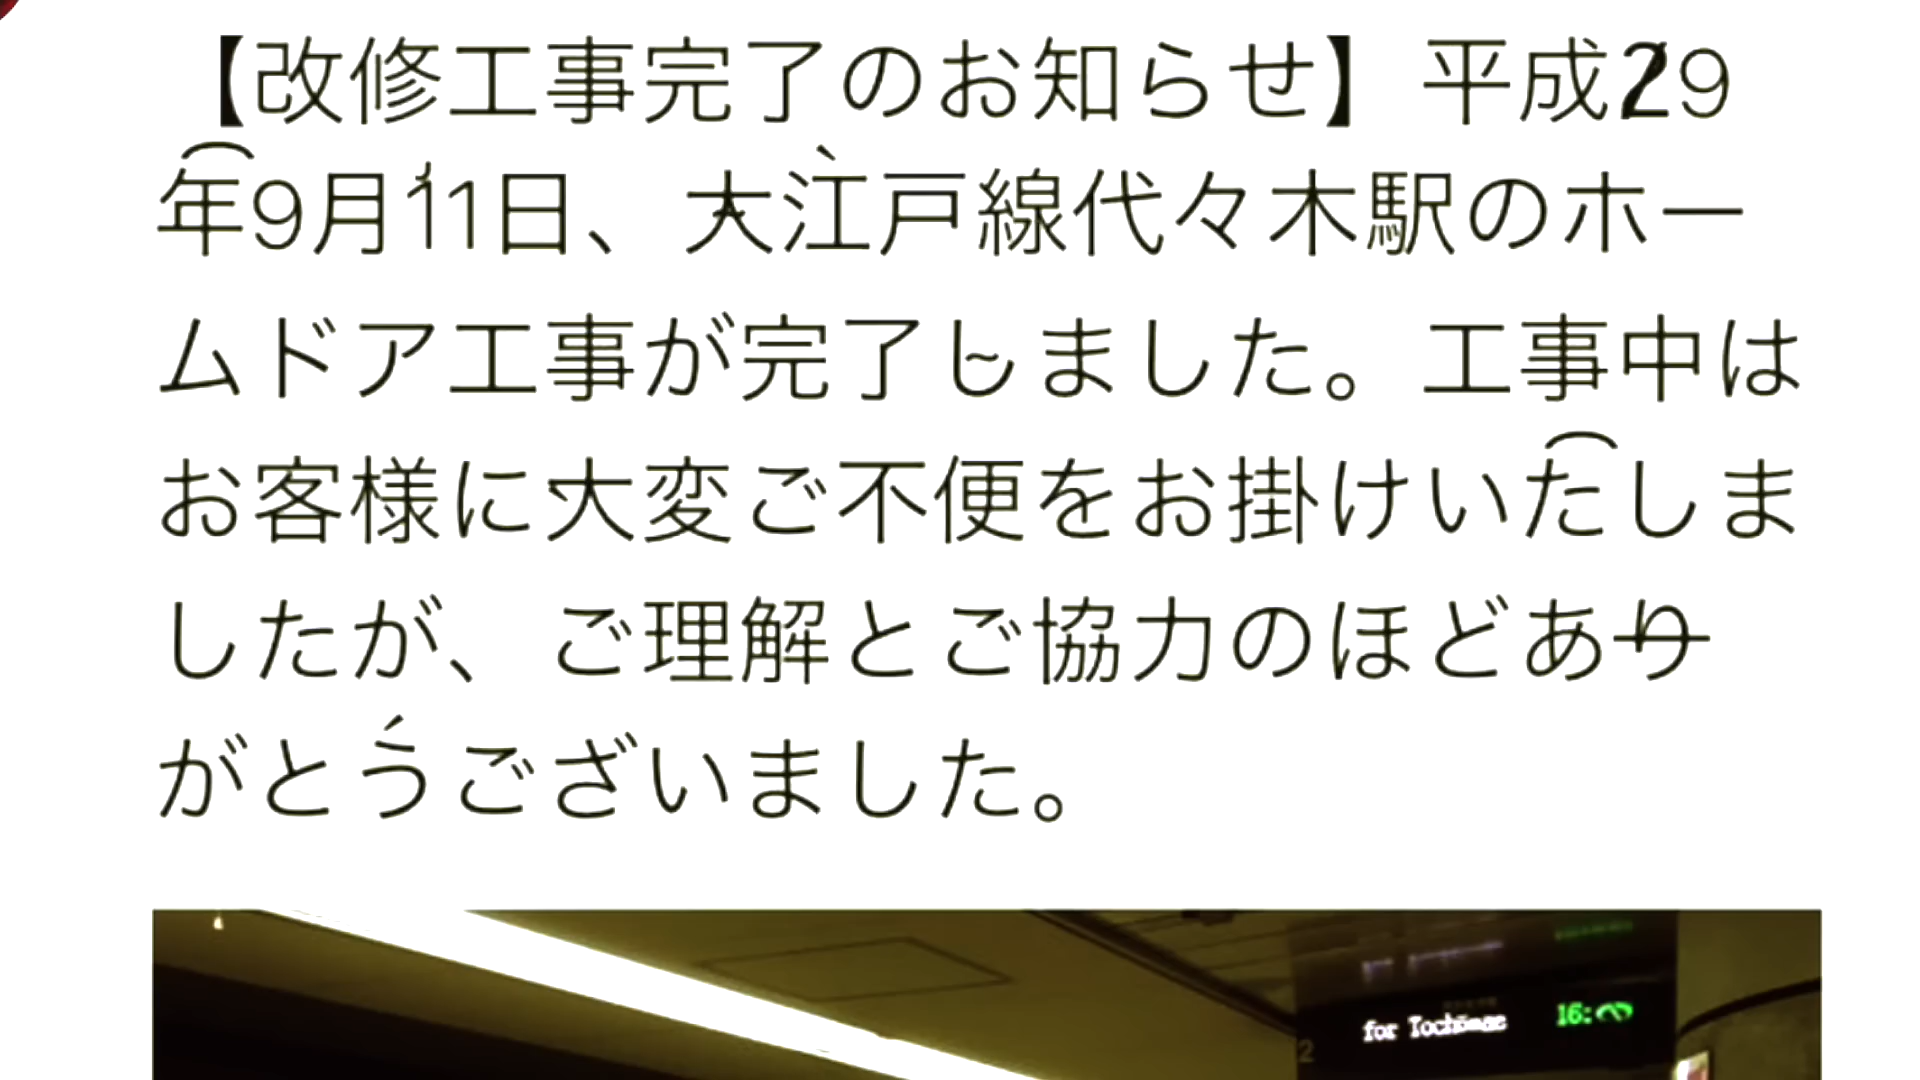 【改修工事完了のお知らせ】平成29
年9月11日、大江戸線代々木駅のホー
ムドア工事が完了しました。工事中は
お客様に大変ご不便をお掛けいたしま
したが、ご理解とご協力のほどあり
がとうございました。
for Tochōmae
2